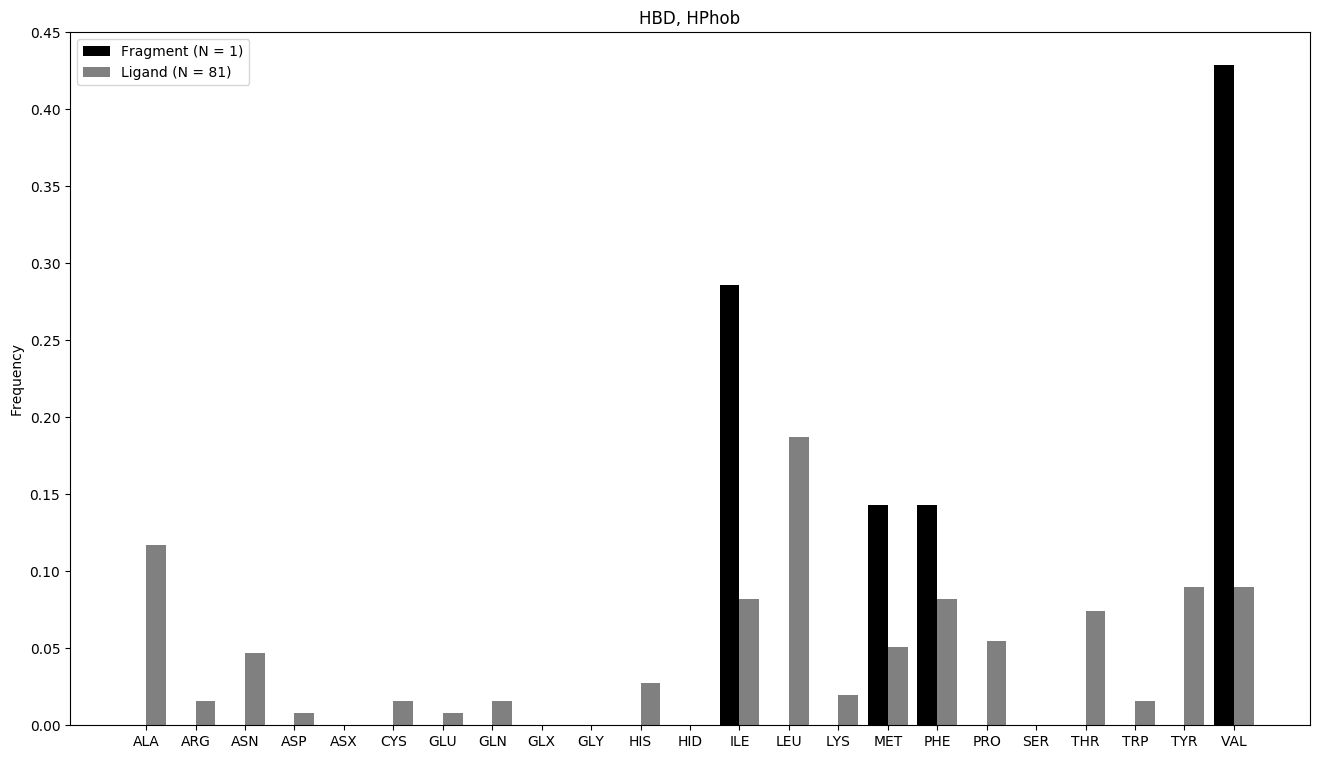 HBD, HPhob
Fragment (N = 1)
Ligand (N = 81)
Frequency
0.45
0.40
0.35
0.30
0.25
0.20
0.15
0.10
0.05
0.00
ALA ARG ASN ASP ASX CYS GLU GLN GLX GLY HIS HID ILE LEU LYS MET PHE PRO SER THR TRP TYR VAL